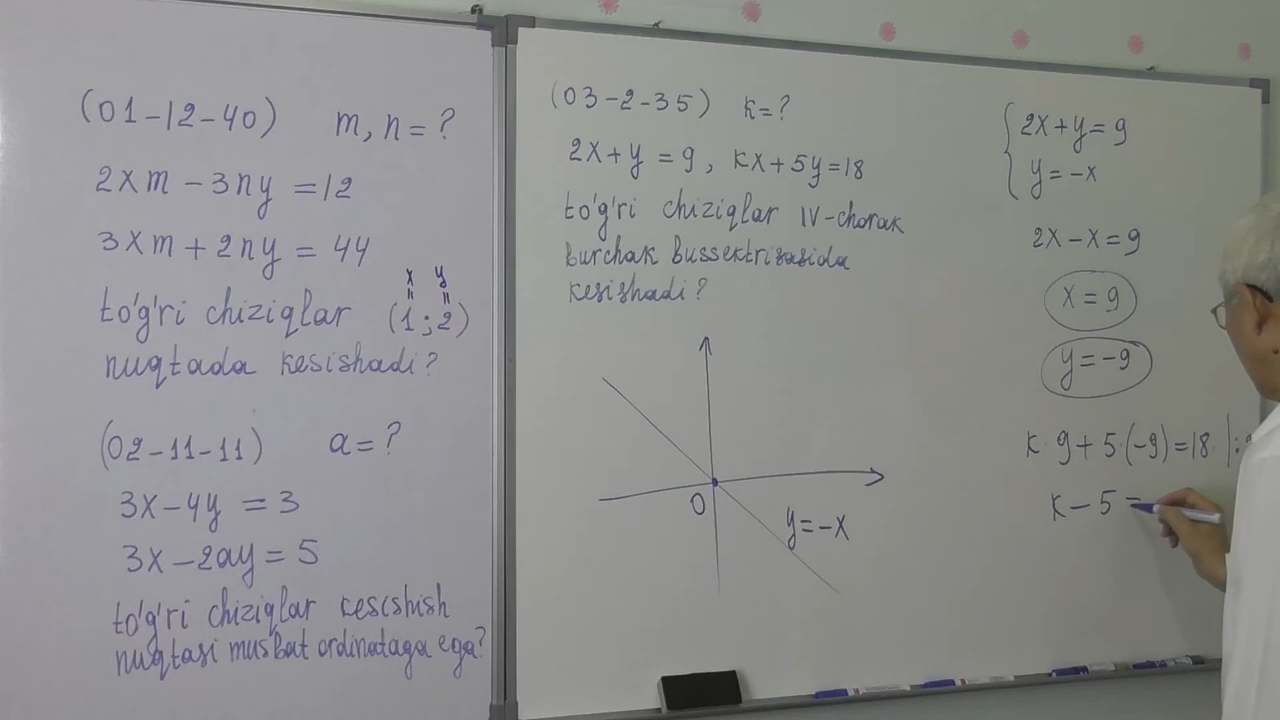 (01-12-40) m, n = ?
2xm - 3ny = 12
3xm + 2ny = 44
x y
" "
to'g'ri chiziqlar (1 ; 2)
nuqtada kesishadi?
(02-11-11) a = ?
3x - 4y = 3
3x - 2ay = 5
to'g'ri chiziqlar kesishish
nuqtasi musbat ordinataga ega?
(03-2-35) k = ?
2x + y = 9, kx + 5y = 18
to'g'ri chiziqlar IV-chorak
burchak bussektrisasida
kesishadi?
0
y = -x
2x + y = 9
y = -x
2x - x = 9
x = 9
y = -9
k · 9 + 5 · (-9) = 18 | :
k - 5 =